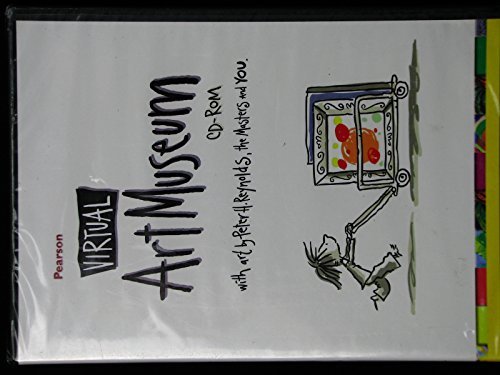 Pearson
VIRTUAL
Art Museum
CD-ROM
with art by Peter H. Reynolds, the Masters and YOU.